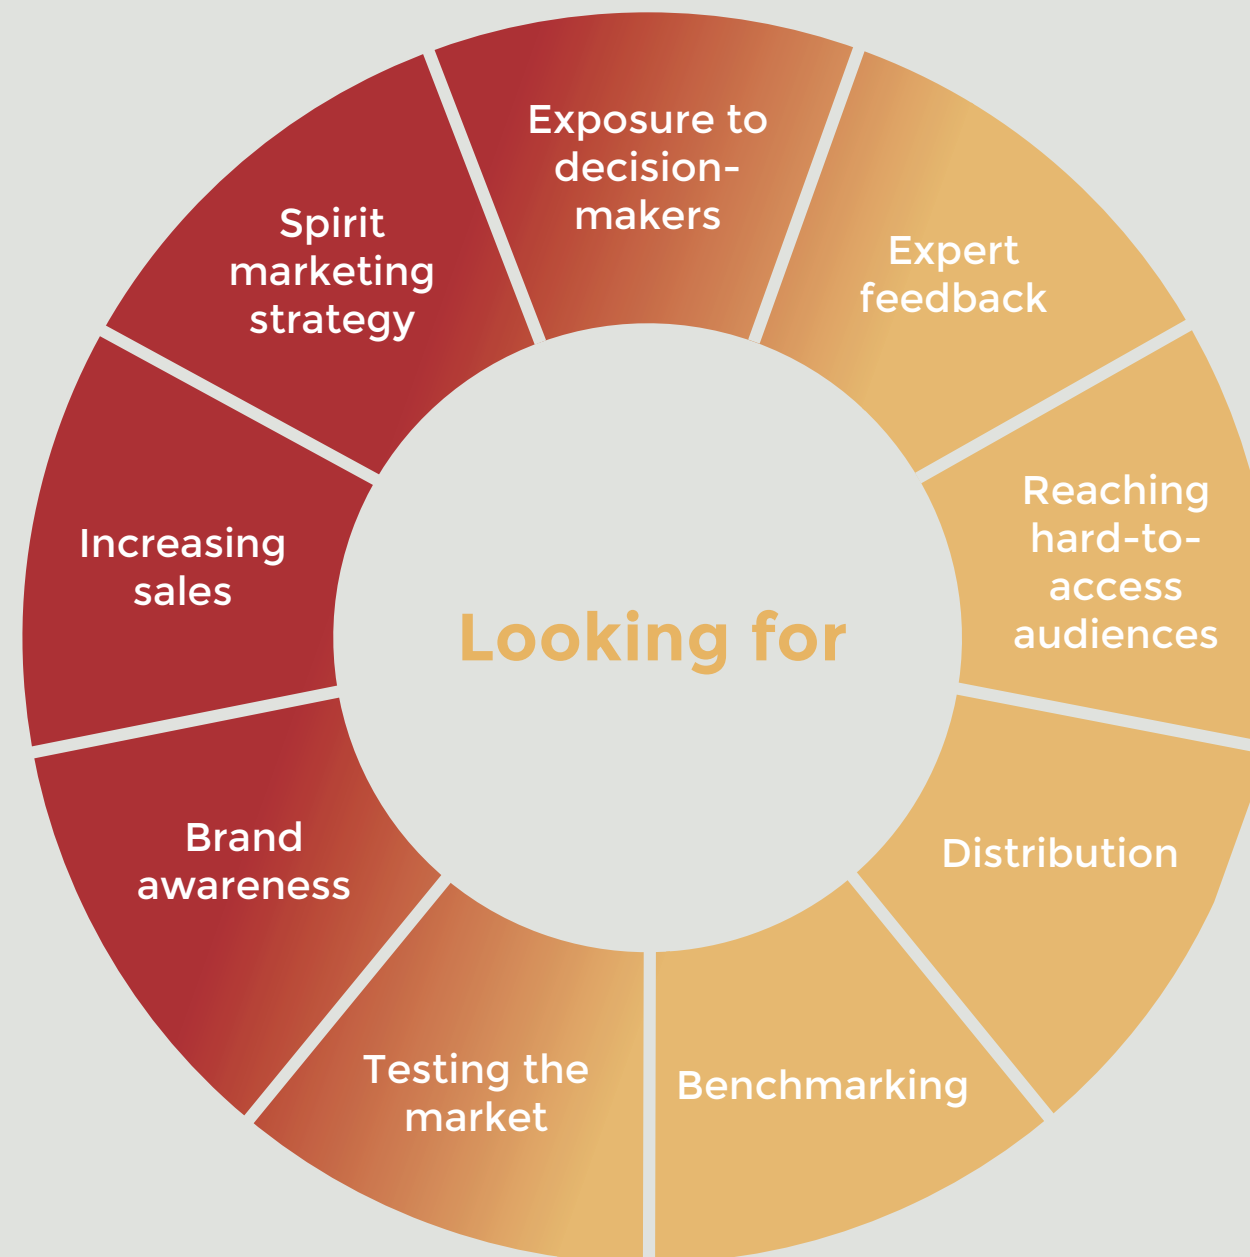 Exposure to
decision-
makers
Expert
feedback
Reaching
hard-to-
access
audiences
Distribution
Benchmarking
Testing the
market
Brand
awareness
Increasing
sales
Spirit
marketing
strategy
Looking for